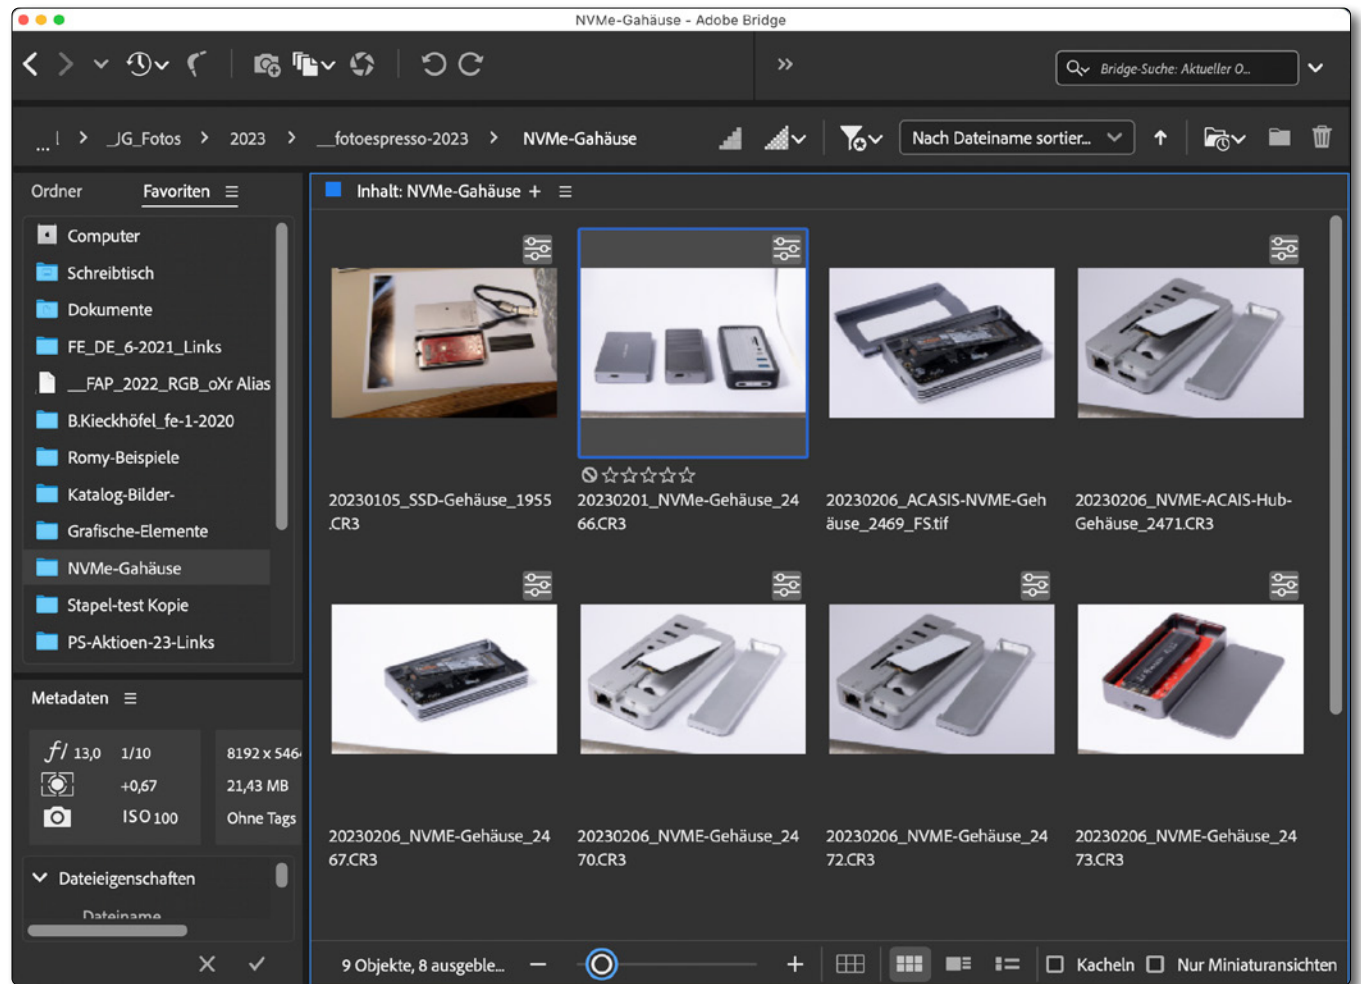 NVMe-Gahäuse - Adobe Bridge
Bridge-Suche: Aktueller O...
... l > _JG_Fotos > 2023 > __fotoespresso-2023 > NVMe-Gahäuse
Nach Dateiname sortier...
Ordner
Favoriten
Computer
Schreibtisch
Dokumente
FE_DE_6-2021_Links
__FAP_2022_RGB_oXr Alias
B.Kieckhöfel_fe-1-2020
Romy-Beispiele
Katalog-Bilder-
Grafische-Elemente
NVMe-Gahäuse
Stapel-test Kopie
PS-Aktioen-23-Links
Metadaten
f/ 13,0 1/10
+0,67
ISO 100
8192 x 5464
21,43 MB
Ohne Tags
Dateieigenschaften
Dateiname
Inhalt: NVMe-Gahäuse
20230105_SSD-Gehäuse_1955
.CR3
20230201_NVMe-Gehäuse_24
66.CR3
20230206_ACASIS-NVME-Geh
äuse_2469_FS.tif
20230206_NVME-ACAIS-Hub-
Gehäuse_2471.CR3
20230206_NVME-Gehäuse_24
67.CR3
20230206_NVME-Gehäuse_24
70.CR3
20230206_NVME-Gehäuse_24
72.CR3
20230206_NVME-Gehäuse_24
73.CR3
9 Objekte, 8 ausgeble...
Kacheln
Nur Miniaturansichten